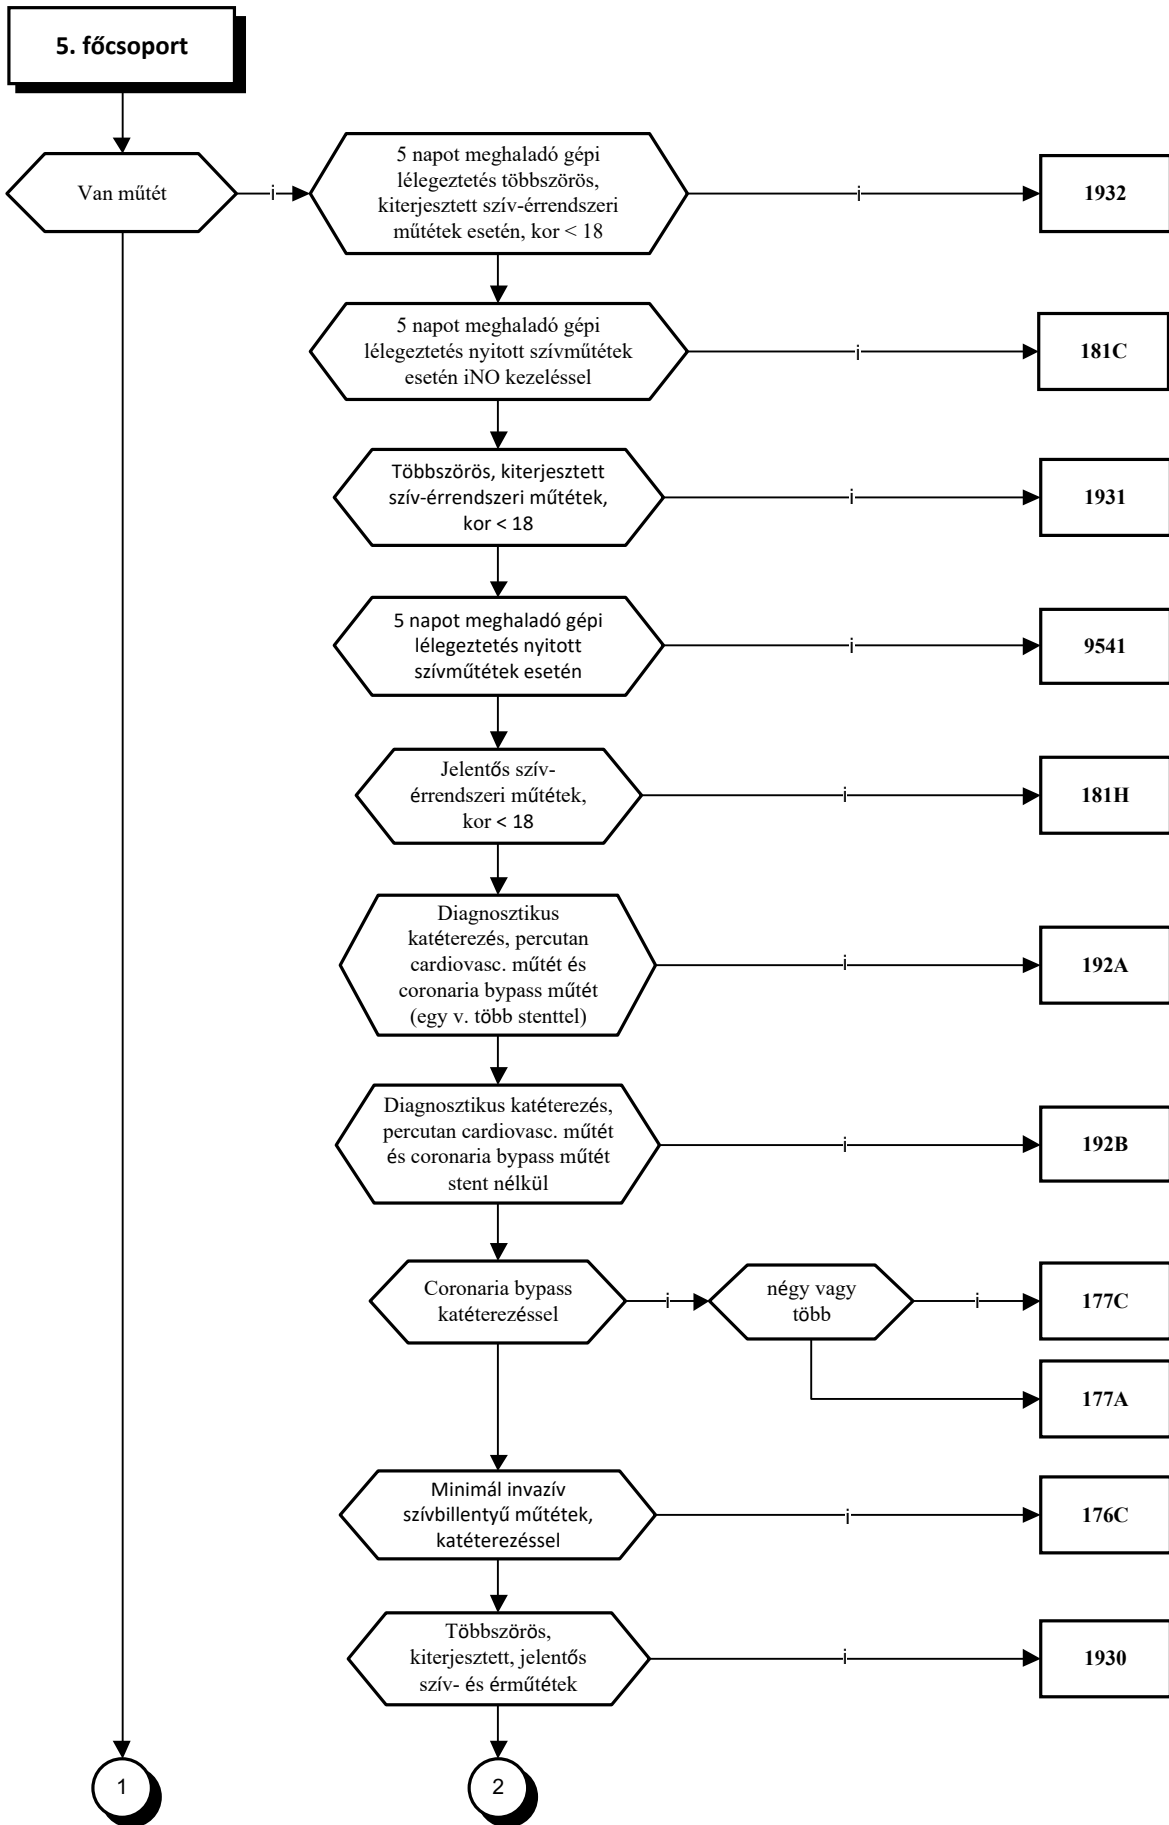 5. főcsoport
Van műtét
i
5 napot meghaladó gépi
lélegeztetés többszörös,
kiterjesztett szív-érrendszeri
műtétek esetén, kor < 18
i
1932
5 napot meghaladó gépi
lélegeztetés nyitott szívműtétek
esetén iNO kezeléssel
i
181C
Többszörös, kiterjesztett
szív-érrendszeri műtétek,
kor < 18
i
1931
5 napot meghaladó gépi
lélegeztetés nyitott
szívműtétek esetén
i
9541
Jelentős szív-
érrendszeri műtétek,
kor < 18
i
181H
Diagnosztikus
katéterezés, percutan
cardiovasc. műtét és
coronaria bypass műtét
(egy v. több stenttel)
i
192A
Diagnosztikus katéterezés,
percutan cardiovasc. műtét
és coronaria bypass műtét
stent nélkül
i
192B
Coronaria bypass
katéterezéssel
i
négy vagy
több
i
177C
177A
Minimál invazív
szívbillentyű műtétek,
katéterezéssel
i
176C
Többszörös,
kiterjesztett, jelentős
szív- és érműtétek
i
1930
1
2